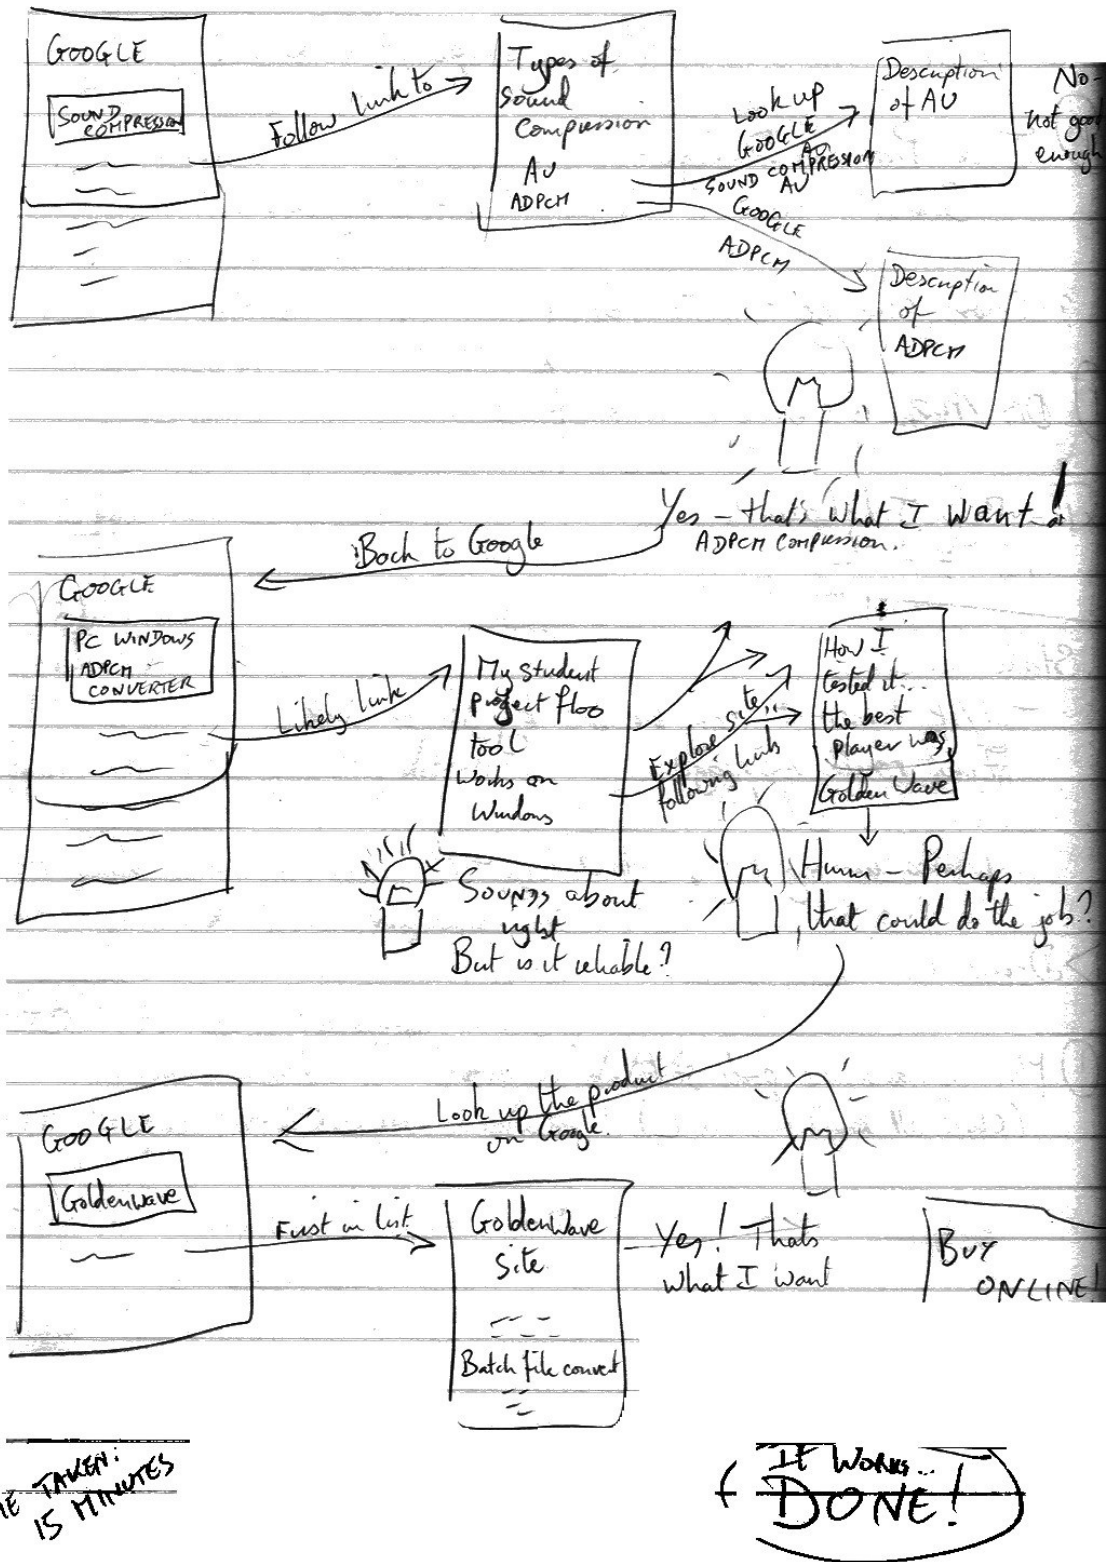 GOOGLE
SOUND
COMPRESSION
Follow link to
Types of
Sound
Compression
AU
ADPCM
Look up
GOOGLE
AU
SOUND COMPRESSION
AU
GOOGLE
ADPCM
Description
of AU
No -
not good
enough
Description
of
ADPCM
Yes - that's what I want!
ADPCM COMPRESSION.
Back to Google
GOOGLE
PC WINDOWS
ADPCM
CONVERTER
Likely link
My student
project floo
tool
Works on
Windows
Explore site..
following links
How I
tested it...
the best
player was
Golden Wave
Sounds about
right
But is it reliable?
Humm - Perhaps
that could do the job?
Look up the product
on Google.
GOOGLE
Goldenwave
First in list
GoldenWave
Site
Batch file convert
Yes! Thats
what I want
BUY
ONLINE!
TAKEN:
15 MINUTES
IT WORKS...
DONE!